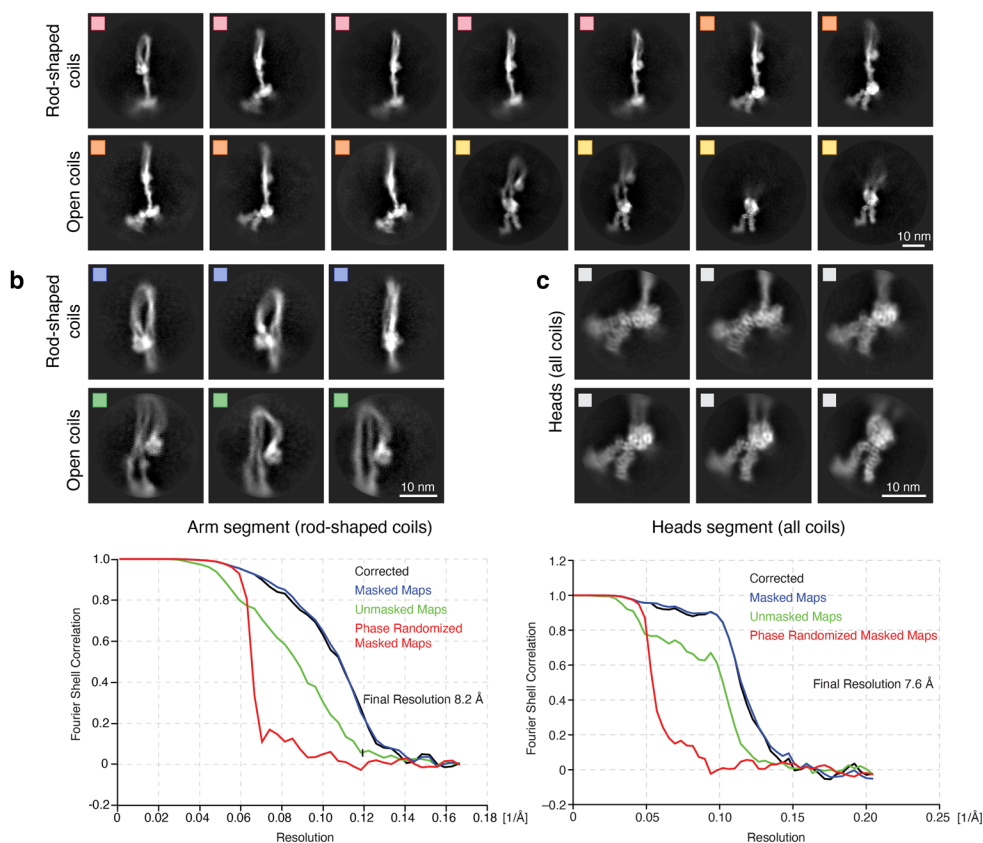 Rod-shaped
coils
Open coils
10 nm
b
Rod-shaped
coils
Open coils
10 nm
c
Heads (all coils)
10 nm
Arm segment (rod-shaped coils)
Fourier Shell Correlation
1.0
0.8
0.6
0.4
0.2
0
-0.2
Corrected
Masked Maps
Unmasked Maps
Phase Randomized
Masked Maps
Final Resolution 8.2 Å
0 0.02 0.04 0.06 0.08 0.10 0.12 0.14 0.16 0.18 [1/Å]
Resolution
Heads segment (all coils)
Fourier Shell Correlation
1.2
1.0
0.8
0.6
0.4
0.2
0
−0.2
Corrected
Masked Maps
Unmasked Maps
Phase Randomized Masked Maps
Final Resolution 7.6 Å
0 0.05 0.10 0.15 0.20 0.25 [1/Å]
Resolution